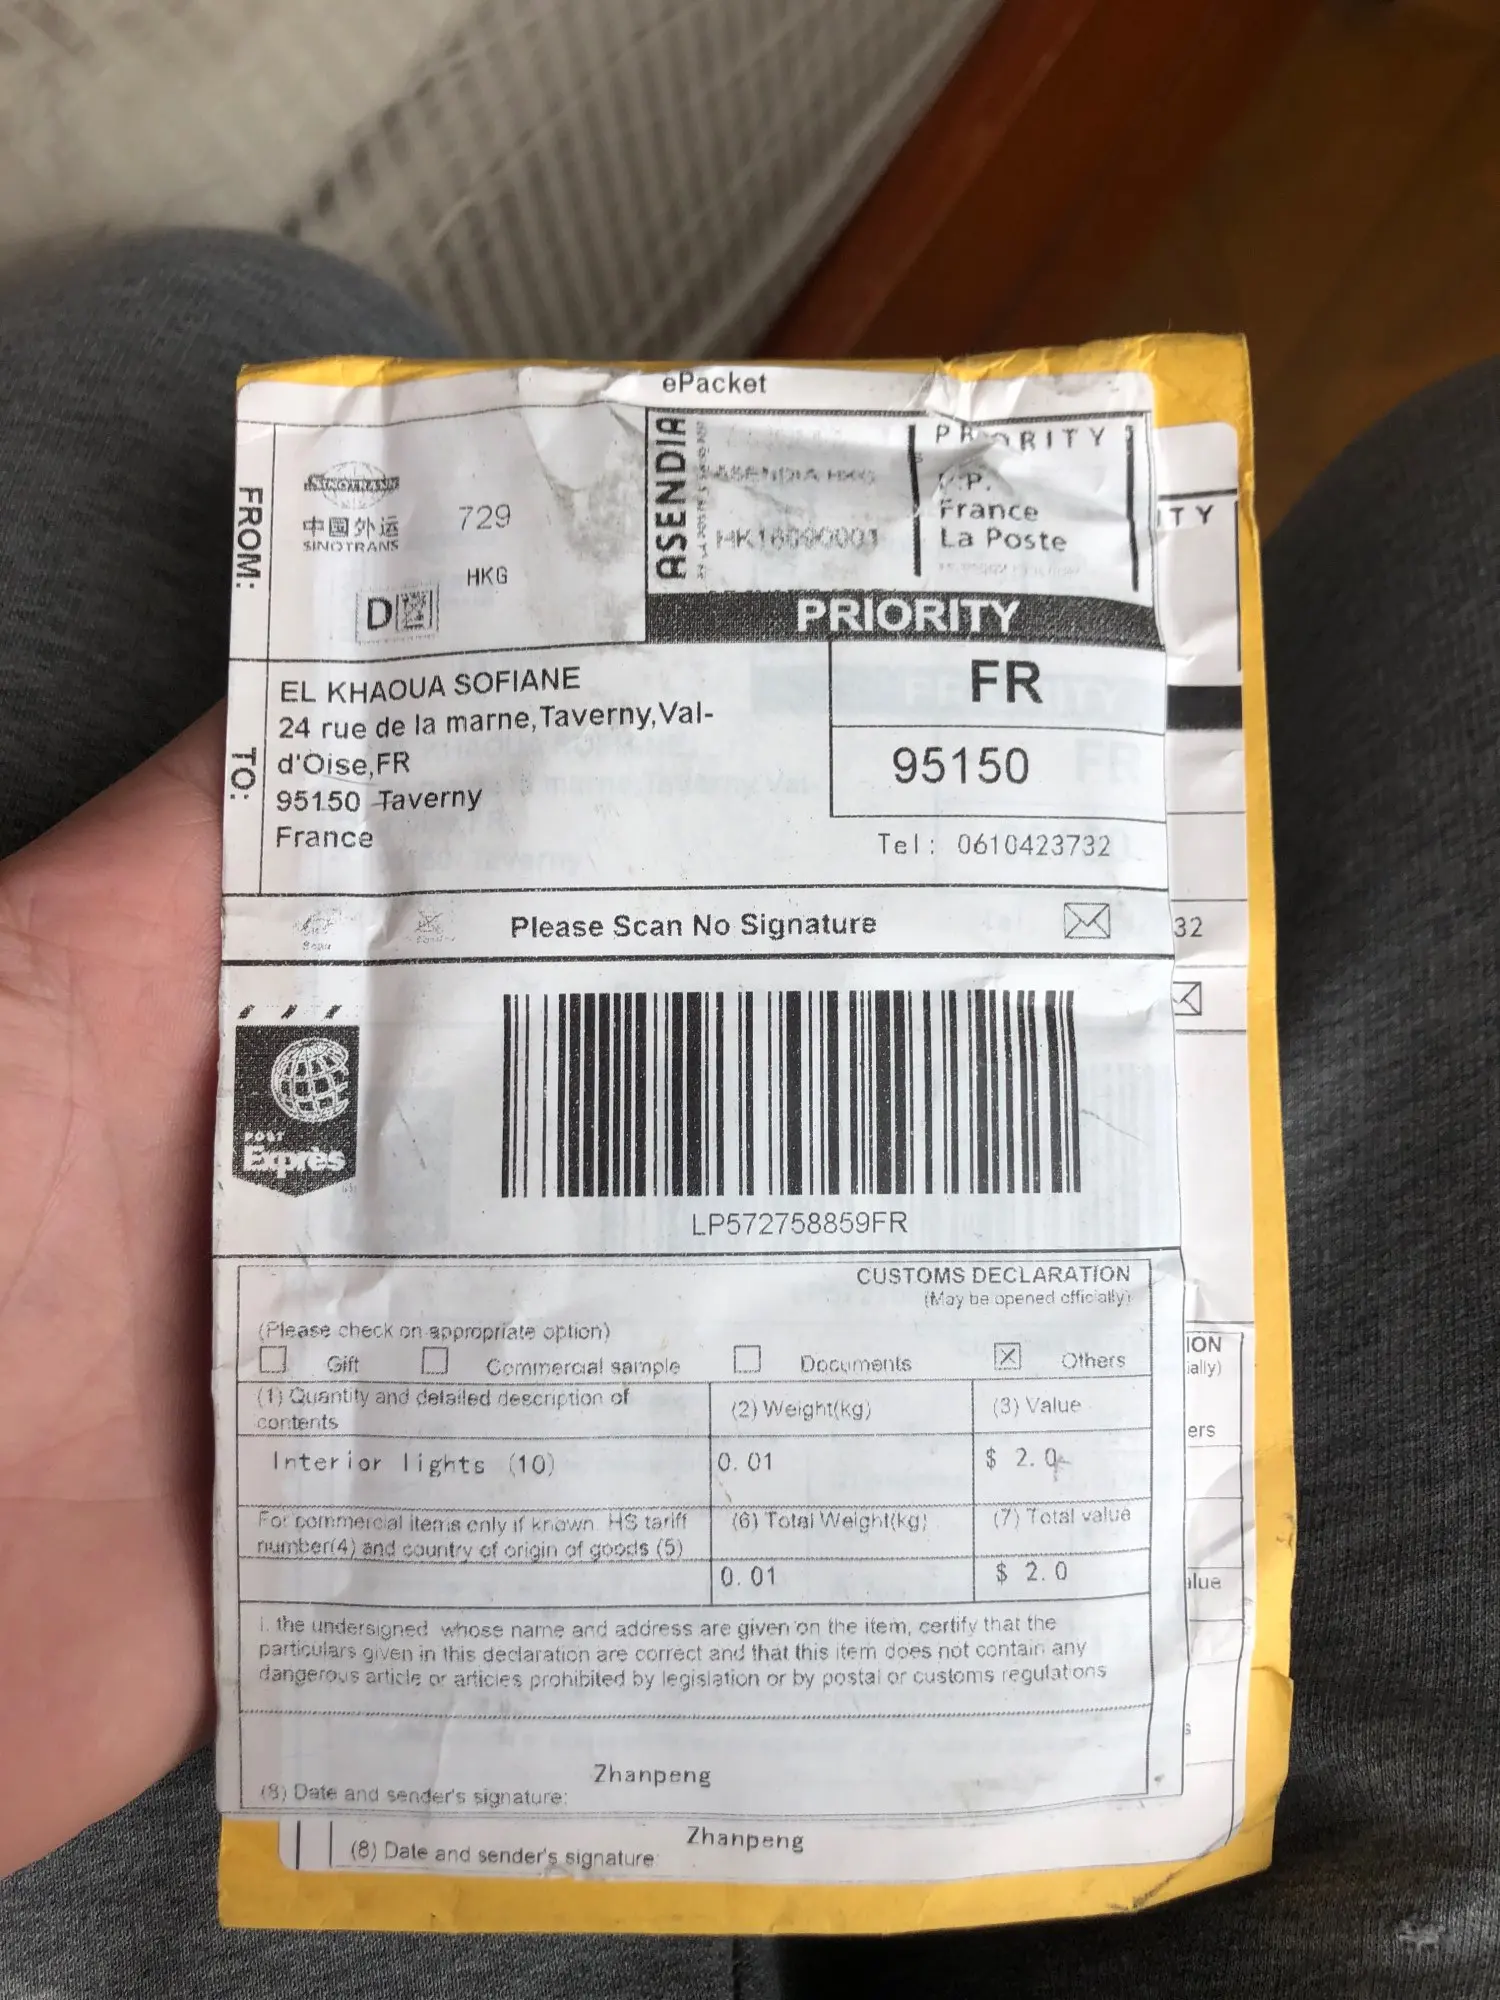 ePacket
FROM:
SINOTRANS
中国外运
SINOTRANS
729
HKG
D
ASENDIA
ASENDIA HKG
HK16090001
PRIORITY
P.P.
France
La Poste
PRIORITY
ITY
TO:
EL KHAOUA SOFIANE
24 rue de la marne,Taverny,Val-
d'Oise,FR
95150 Taverny
France
FR
95150
Tel: 0610423732
Please Scan No Signature
32
POST
Exprès
LP572758859FR
CUSTOMS DECLARATION
(May be opened officially)
(Please check on appropriate option)
Gift Commercial sample Documents Others
(1) Quantity and detailed description of
contents
(2) Weight(kg)
(3) Value
Interior lights (10)
0.01
$ 2.0
For commercial items only if known HS tariff
number(4) and country of origin of goods (5)
(6) Total Weight(kg)
(7) Total value
0.01
$ 2.0
I, the undersigned whose name and address are given on the item, certify that the
particulars given in this declaration are correct and that this item does not contain any
dangerous article or articles prohibited by legislation or by postal or customs regulations
Zhanpeng
(8) Date and sender's signature:
ION
ially)
ers
alue
Zhanpeng
(8) Date and sender's signature: